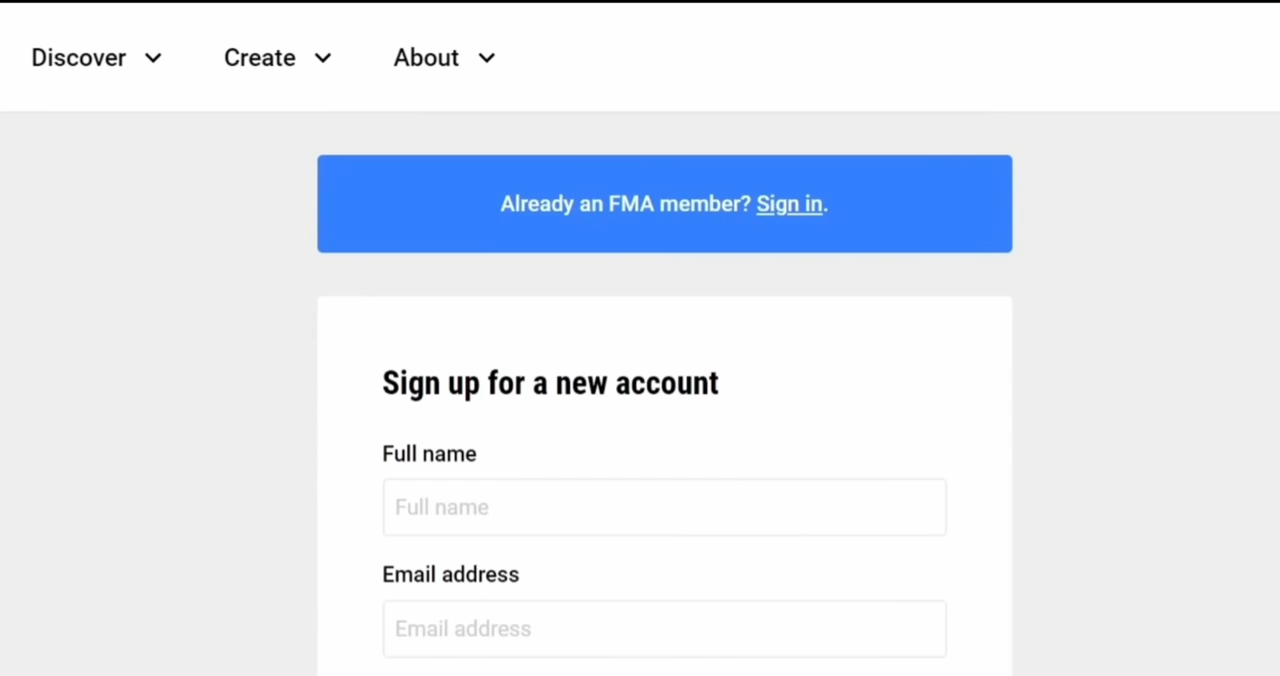 Discover Create About
Already an FMA member? Sign in.
Sign up for a new account
Full name
Full name
Email address
Email address